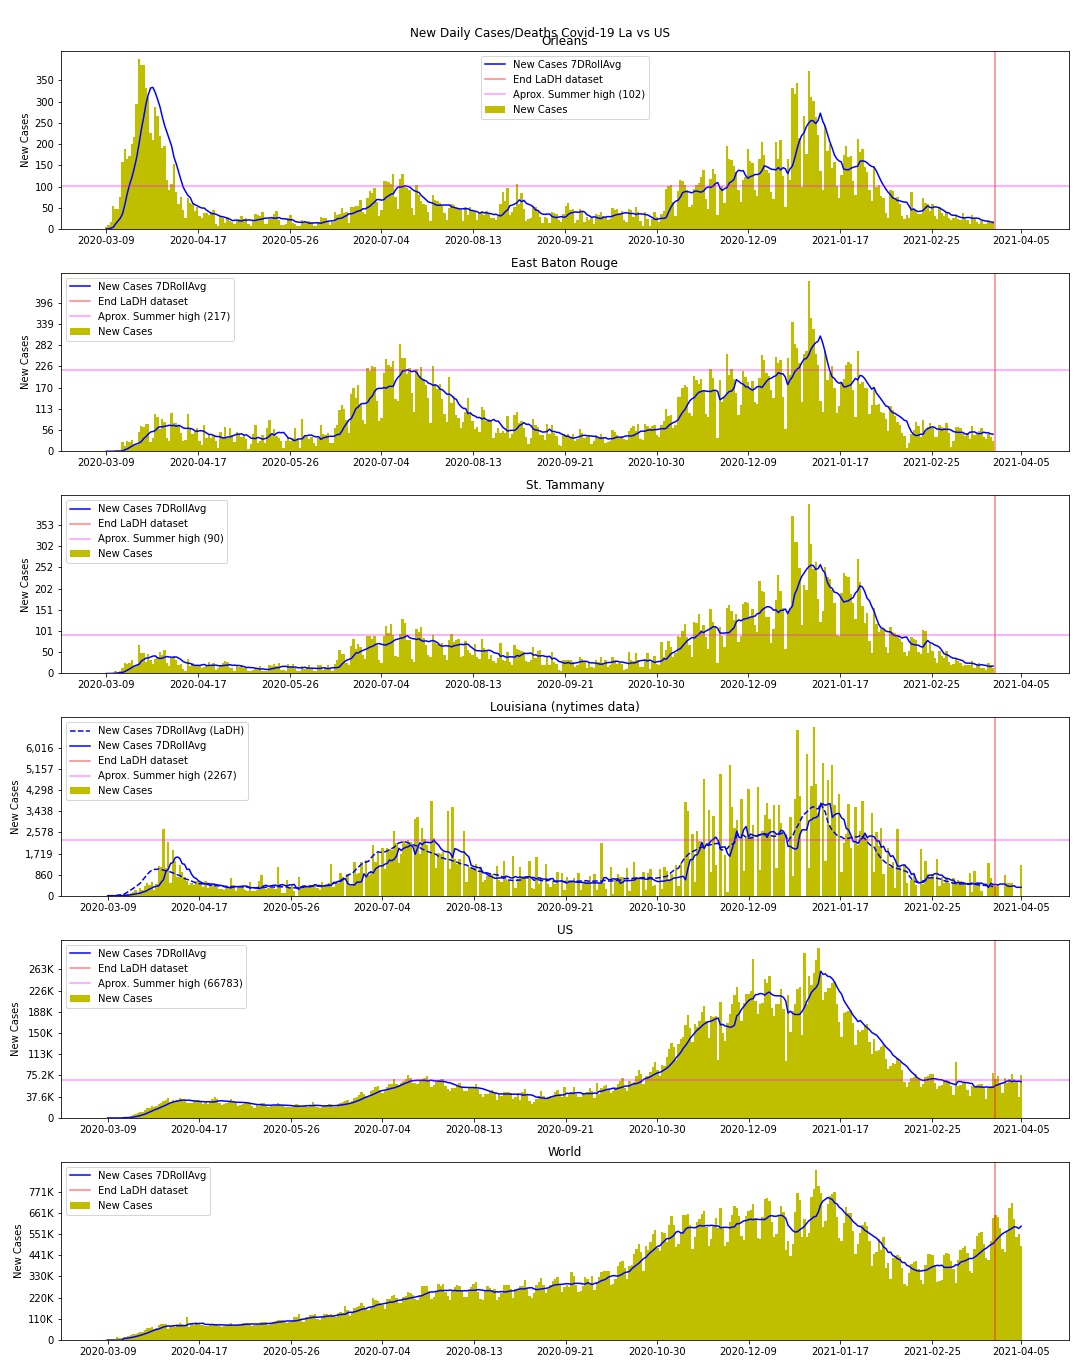 New Daily Cases/Deaths Covid-19 La vs US
Orleans
New Cases 7DRollAvg
End LaDH dataset
Aprox. Summer high (102)
New Cases
New Cases
350
300
250
200
150
100
50
0
2020-03-09 2020-04-17 2020-05-26 2020-07-04 2020-08-13 2020-09-21 2020-10-30 2020-12-09 2021-01-17 2021-02-25 2021-04-05
East Baton Rouge
New Cases 7DRollAvg
End LaDH dataset
Aprox. Summer high (217)
New Cases
New Cases
396
339
282
226
170
113
56
0
2020-03-09 2020-04-17 2020-05-26 2020-07-04 2020-08-13 2020-09-21 2020-10-30 2020-12-09 2021-01-17 2021-02-25 2021-04-05
St. Tammany
New Cases 7DRollAvg
End LaDH dataset
Aprox. Summer high (90)
New Cases
New Cases
353
302
252
202
151
101
50
0
2020-03-09 2020-04-17 2020-05-26 2020-07-04 2020-08-13 2020-09-21 2020-10-30 2020-12-09 2021-01-17 2021-02-25 2021-04-05
Louisiana (nytimes data)
New Cases 7DRollAvg (LaDH)
New Cases 7DRollAvg
End LaDH dataset
Aprox. Summer high (2267)
New Cases
New Cases
6,016
5,157
4,298
3,438
2,578
1,719
860
0
2020-03-09 2020-04-17 2020-05-26 2020-07-04 2020-08-13 2020-09-21 2020-10-30 2020-12-09 2021-01-17 2021-02-25 2021-04-05
US
New Cases 7DRollAvg
End LaDH dataset
Aprox. Summer high (66783)
New Cases
New Cases
263K
226K
188K
150K
113K
75.2K
37.6K
0
2020-03-09 2020-04-17 2020-05-26 2020-07-04 2020-08-13 2020-09-21 2020-10-30 2020-12-09 2021-01-17 2021-02-25 2021-04-05
World
New Cases 7DRollAvg
End LaDH dataset
New Cases
New Cases
771K
661K
551K
441K
330K
220K
110K
0
2020-03-09 2020-04-17 2020-05-26 2020-07-04 2020-08-13 2020-09-21 2020-10-30 2020-12-09 2021-01-17 2021-02-25 2021-04-05